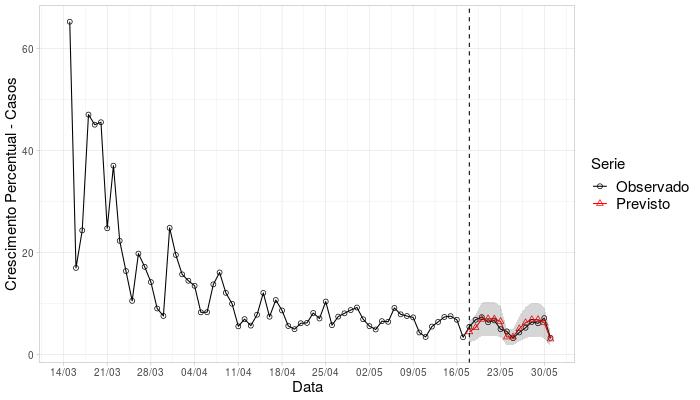 Crescimento Percentual - Casos
60
40
20
0
14/03 21/03 28/03 04/04 11/04 18/04 25/04 02/05 09/05 16/05 23/05 30/05
Data
Serie
Observado
Previsto